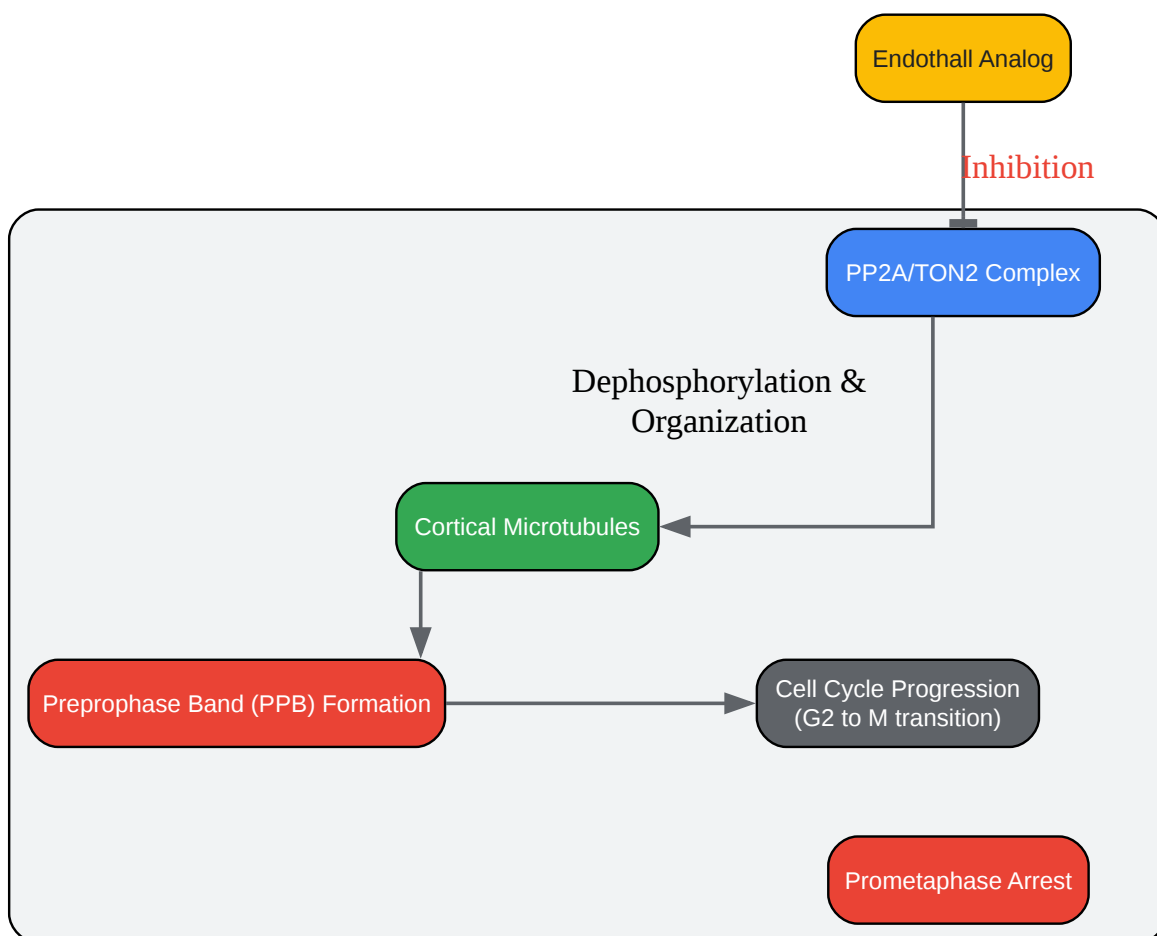 Endothall Analog
Inhibition
PP2A/TON2 Complex
Dephosphorylation &
Organization
Cortical Microtubules
Preprophase Band (PPB) Formation
Cell Cycle Progression
(G2 to M transition)
Prometaphase Arrest